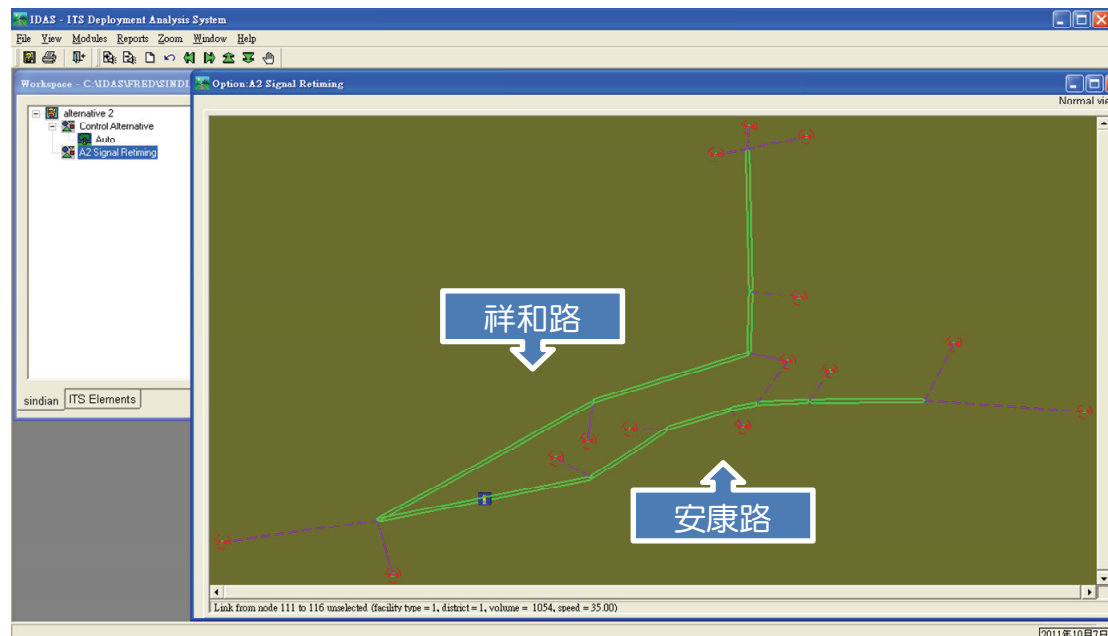 IDAS - ITS Deployment Analysis System
File View Modules Reports Zoom Window Help
Workspace - C:\IDAS\FRED\SINDI
Option:A2 Signal Retiming
Normal vie
alternative 2
Control Alternative
Auto
A2 Signal Retiming
祥和路
安康路
sindian
ITS Elements
Link from node 111 to 116 unselected (facility type = 1, district = 1, volume = 1054, speed = 35.00)
2011年10月7日